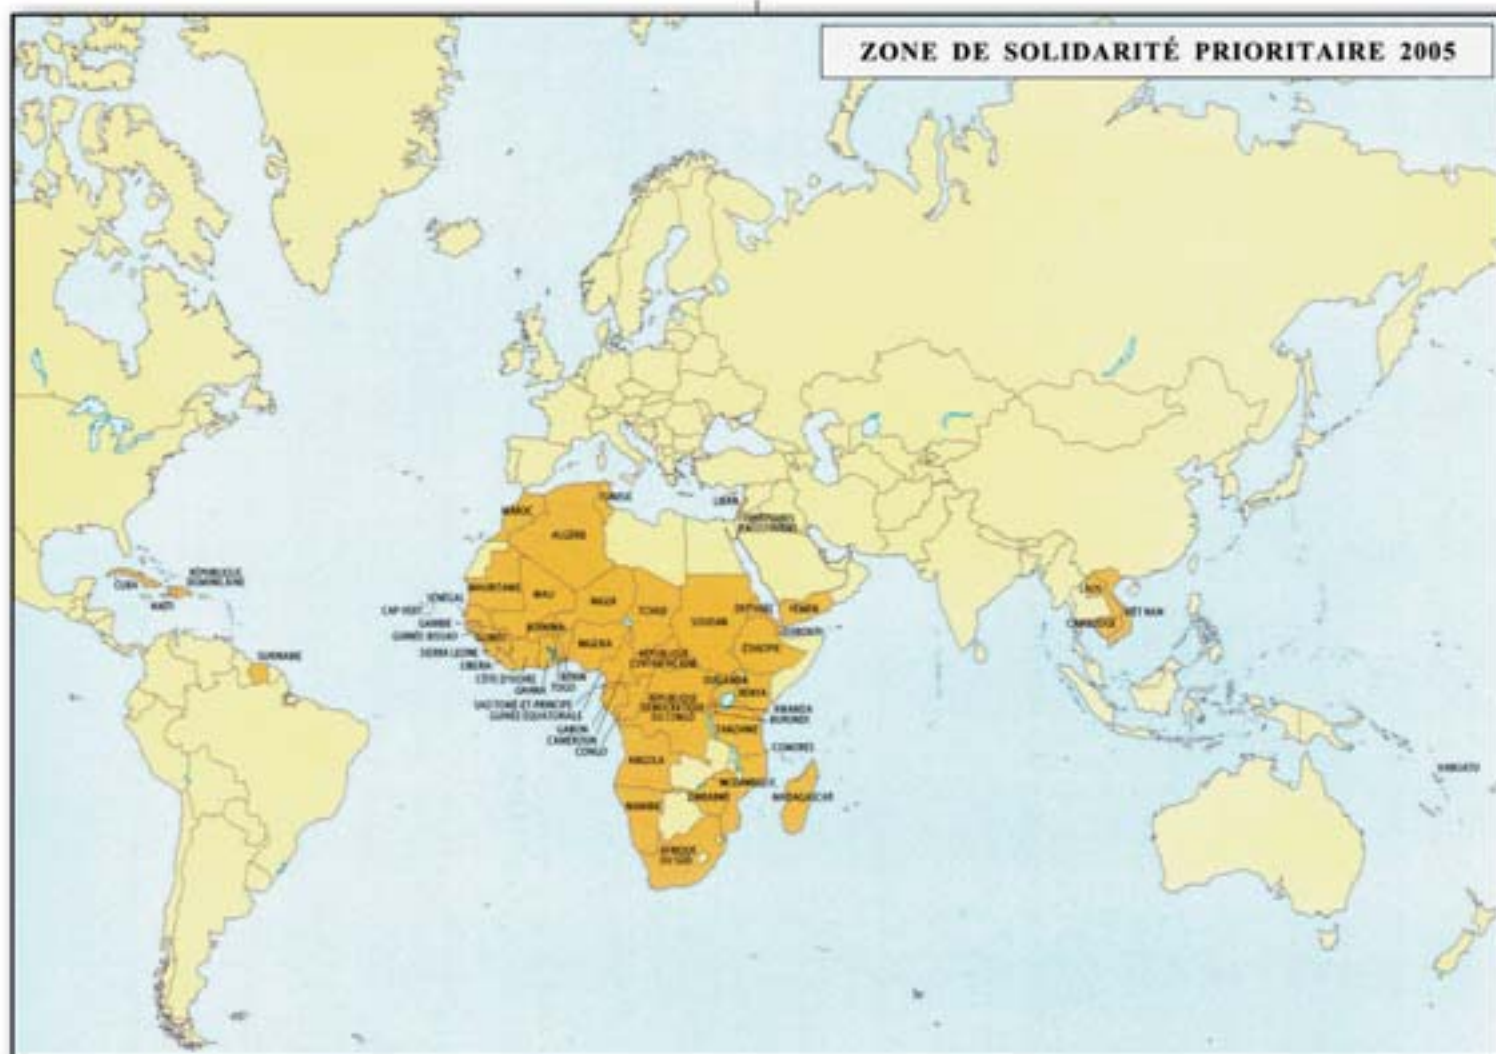 ZONE DE SOLIDARITÉ PRIORITAIRE 2005
TUNISIE
LIBAN
MAROC
TERRITOIRES
PALESTINIENS
ALGÉRIE
CUBA
RÉPUBLIQUE
DOMINICAINE
HAÏTI
MAURITANIE
MALI
NIGER
TCHAD
SOUDAN
ERYTHRÉE
YÉMEN
LAOS
VIÊT NAM
CAMBODGE
SÉNÉGAL
CAP VERT
GAMBIE
GUINÉE BISSAU
GUINÉE
BURKINA
NIGERIA
DJIBOUTI
ÉTHIOPIE
SIERRA LEONE
LIBERIA
CÔTE D'IVOIRE
GHANA
TOGO
BÉNIN
RÉPUBLIQUE
CENTRAFRICAINE
SURINAME
SAO TOMÉ-ET-PRINCIPE
GUINÉE ÉQUATORIALE
GABON
CAMEROUN
CONGO
RÉPUBLIQUE
DÉMOCRATIQUE
DU CONGO
OUGANDA
KENYA
RWANDA
BURUNDI
TANZANIE
COMORES
ANGOLA
MOZAMBIQUE
ZIMBABWE
MADAGASCAR
NAMIBIE
AFRIQUE
DU SUD
VANUATU